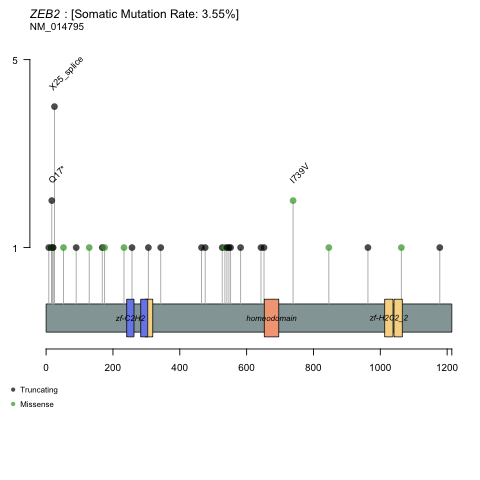 ZEB2 : [Somatic Mutation Rate: 3.55%]
NM_014795
5
X25_splice
Q17*
I739V
1
zf-C2H2
homeodomain
zf-H2C2_2
0 200 400 600 800 1000 1200
Truncating
Missense